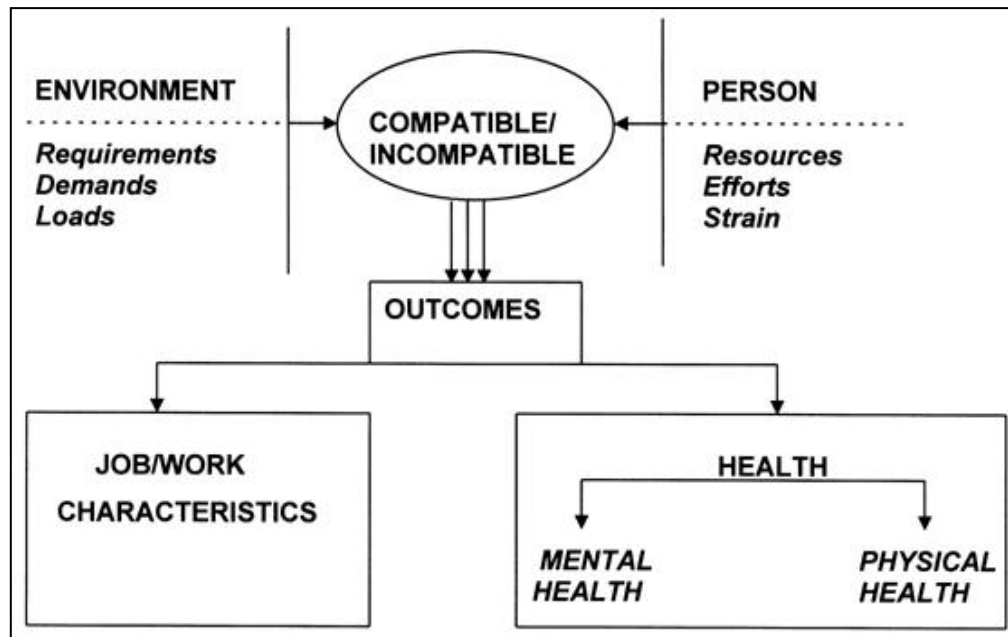 ENVIRONMENT
Requirements
Demands
Loads
COMPATIBLE/
INCOMPATIBLE
PERSON
Resources
Efforts
Strain
OUTCOMES
JOB/WORK
CHARACTERISTICS
HEALTH
MENTAL
HEALTH
PHYSICAL
HEALTH